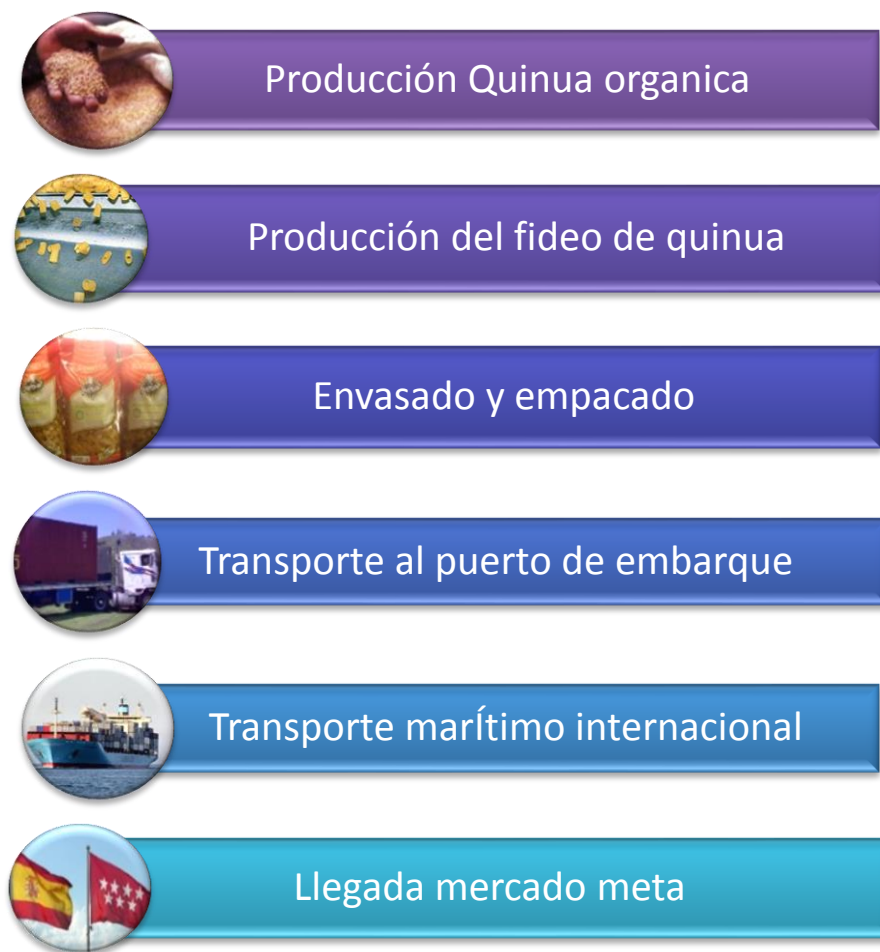 Producción Quinua organica
Producción del fideo de quinua
Envasado y empacado
Transporte al puerto de embarque
Transporte marÍtimo internacional
Llegada mercado meta